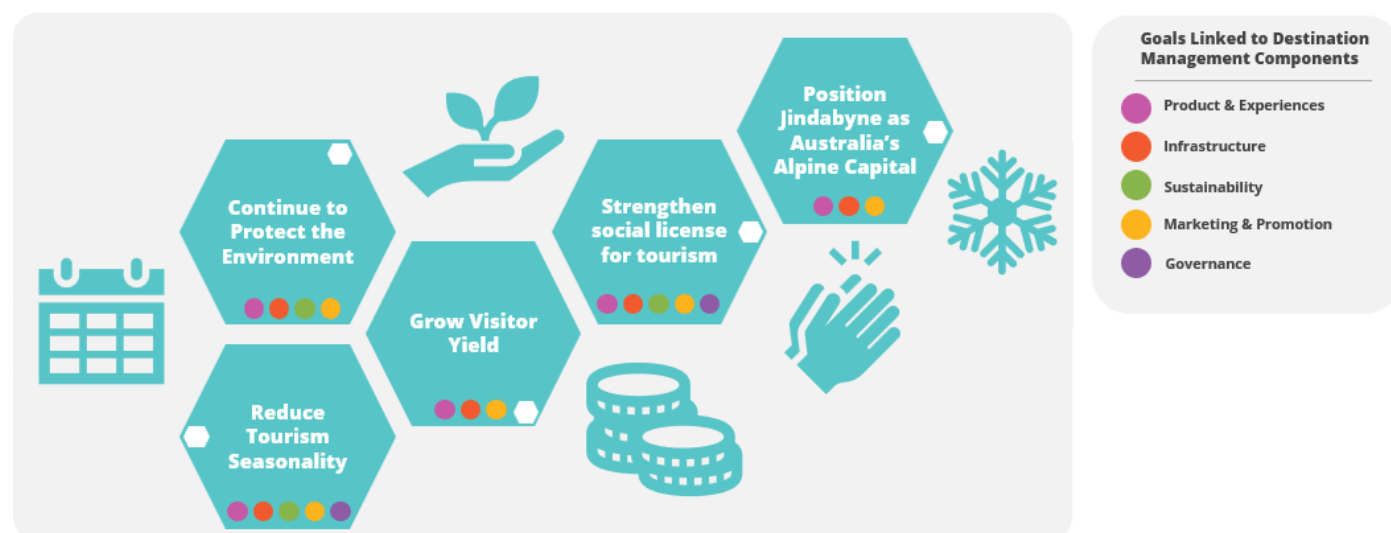 Position
Jindabyne as
Australia's
Alpine Capital
Continue to
Protect the
Environment
Strengthen
social license
for tourism
Grow Visitor
Yield
Reduce
Tourism
Seasonality
Goals Linked to Destination
Management Components
Product & Experiences
Infrastructure
Sustainability
Marketing & Promotion
Governance